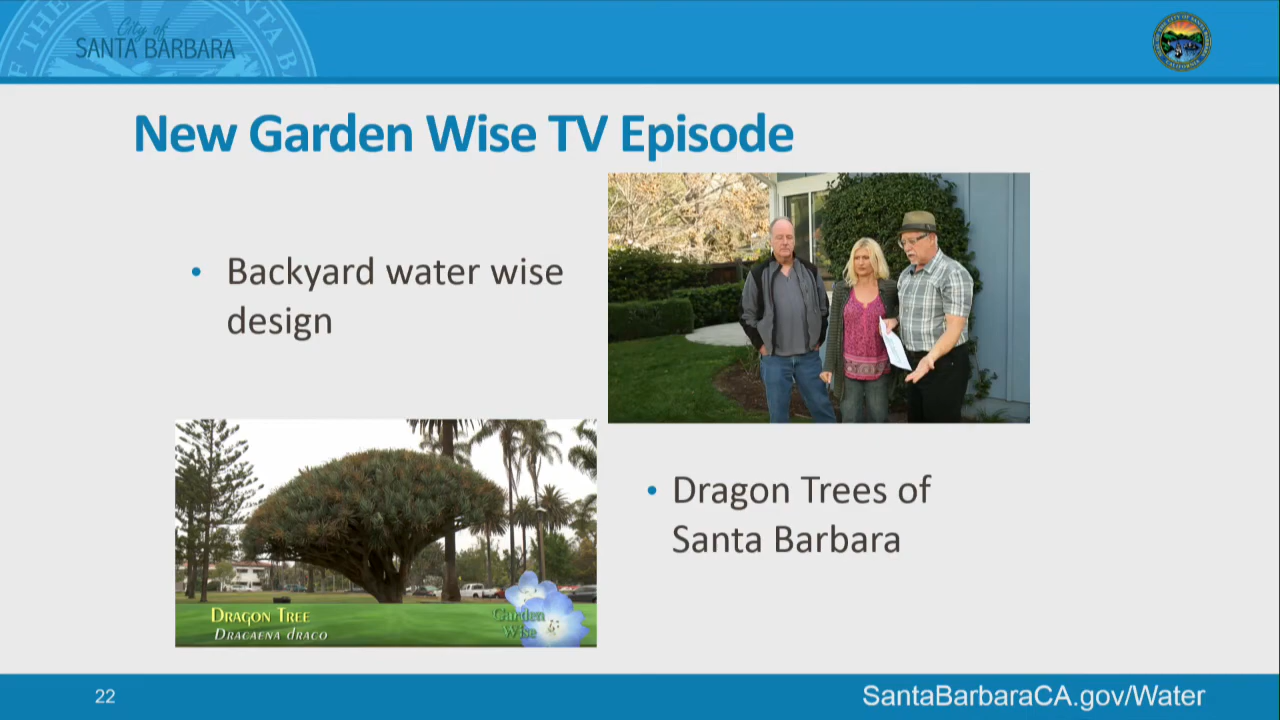 City of
SANTA BARBARA
New Garden Wise TV Episode
• Backyard water wise
design
DRAGON TREE
DRACAENA DRACO
Garden
Wise
• Dragon Trees of
Santa Barbara
22
SantaBarbaraCA.gov/Water